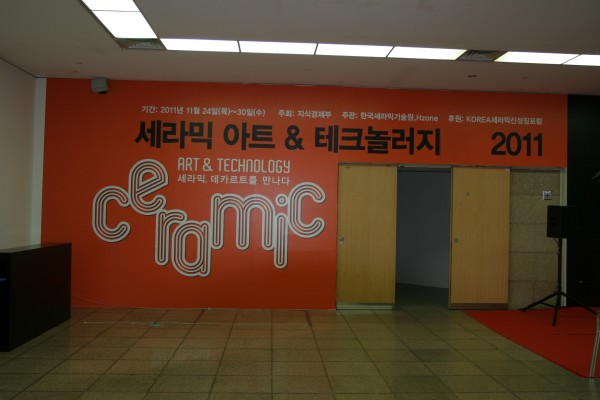 기간: 2011년 11월 24일(목)~30일(수) 주최: 지식경제부 주관: 한국세라믹기술원,Hzone 후원: KOREA세라믹신성장포럼
세라믹 아트 & 테크놀러지 2011
ART & TECHNOLOGY
세라믹, 데카르트를 만나다
ceramic